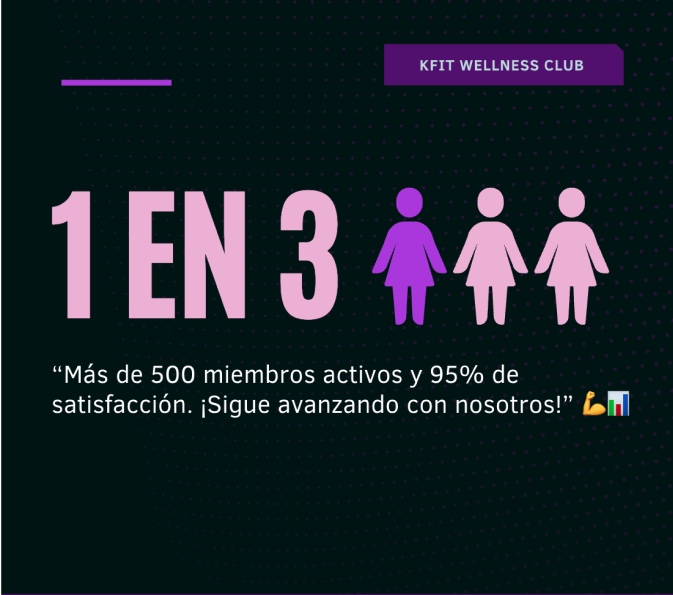 KFIT WELLNESS CLUB
1 EN 3
“Más de 500 miembros activos y 95% de
satisfacción. ¡Sigue avanzando con nosotros!” 💪📊